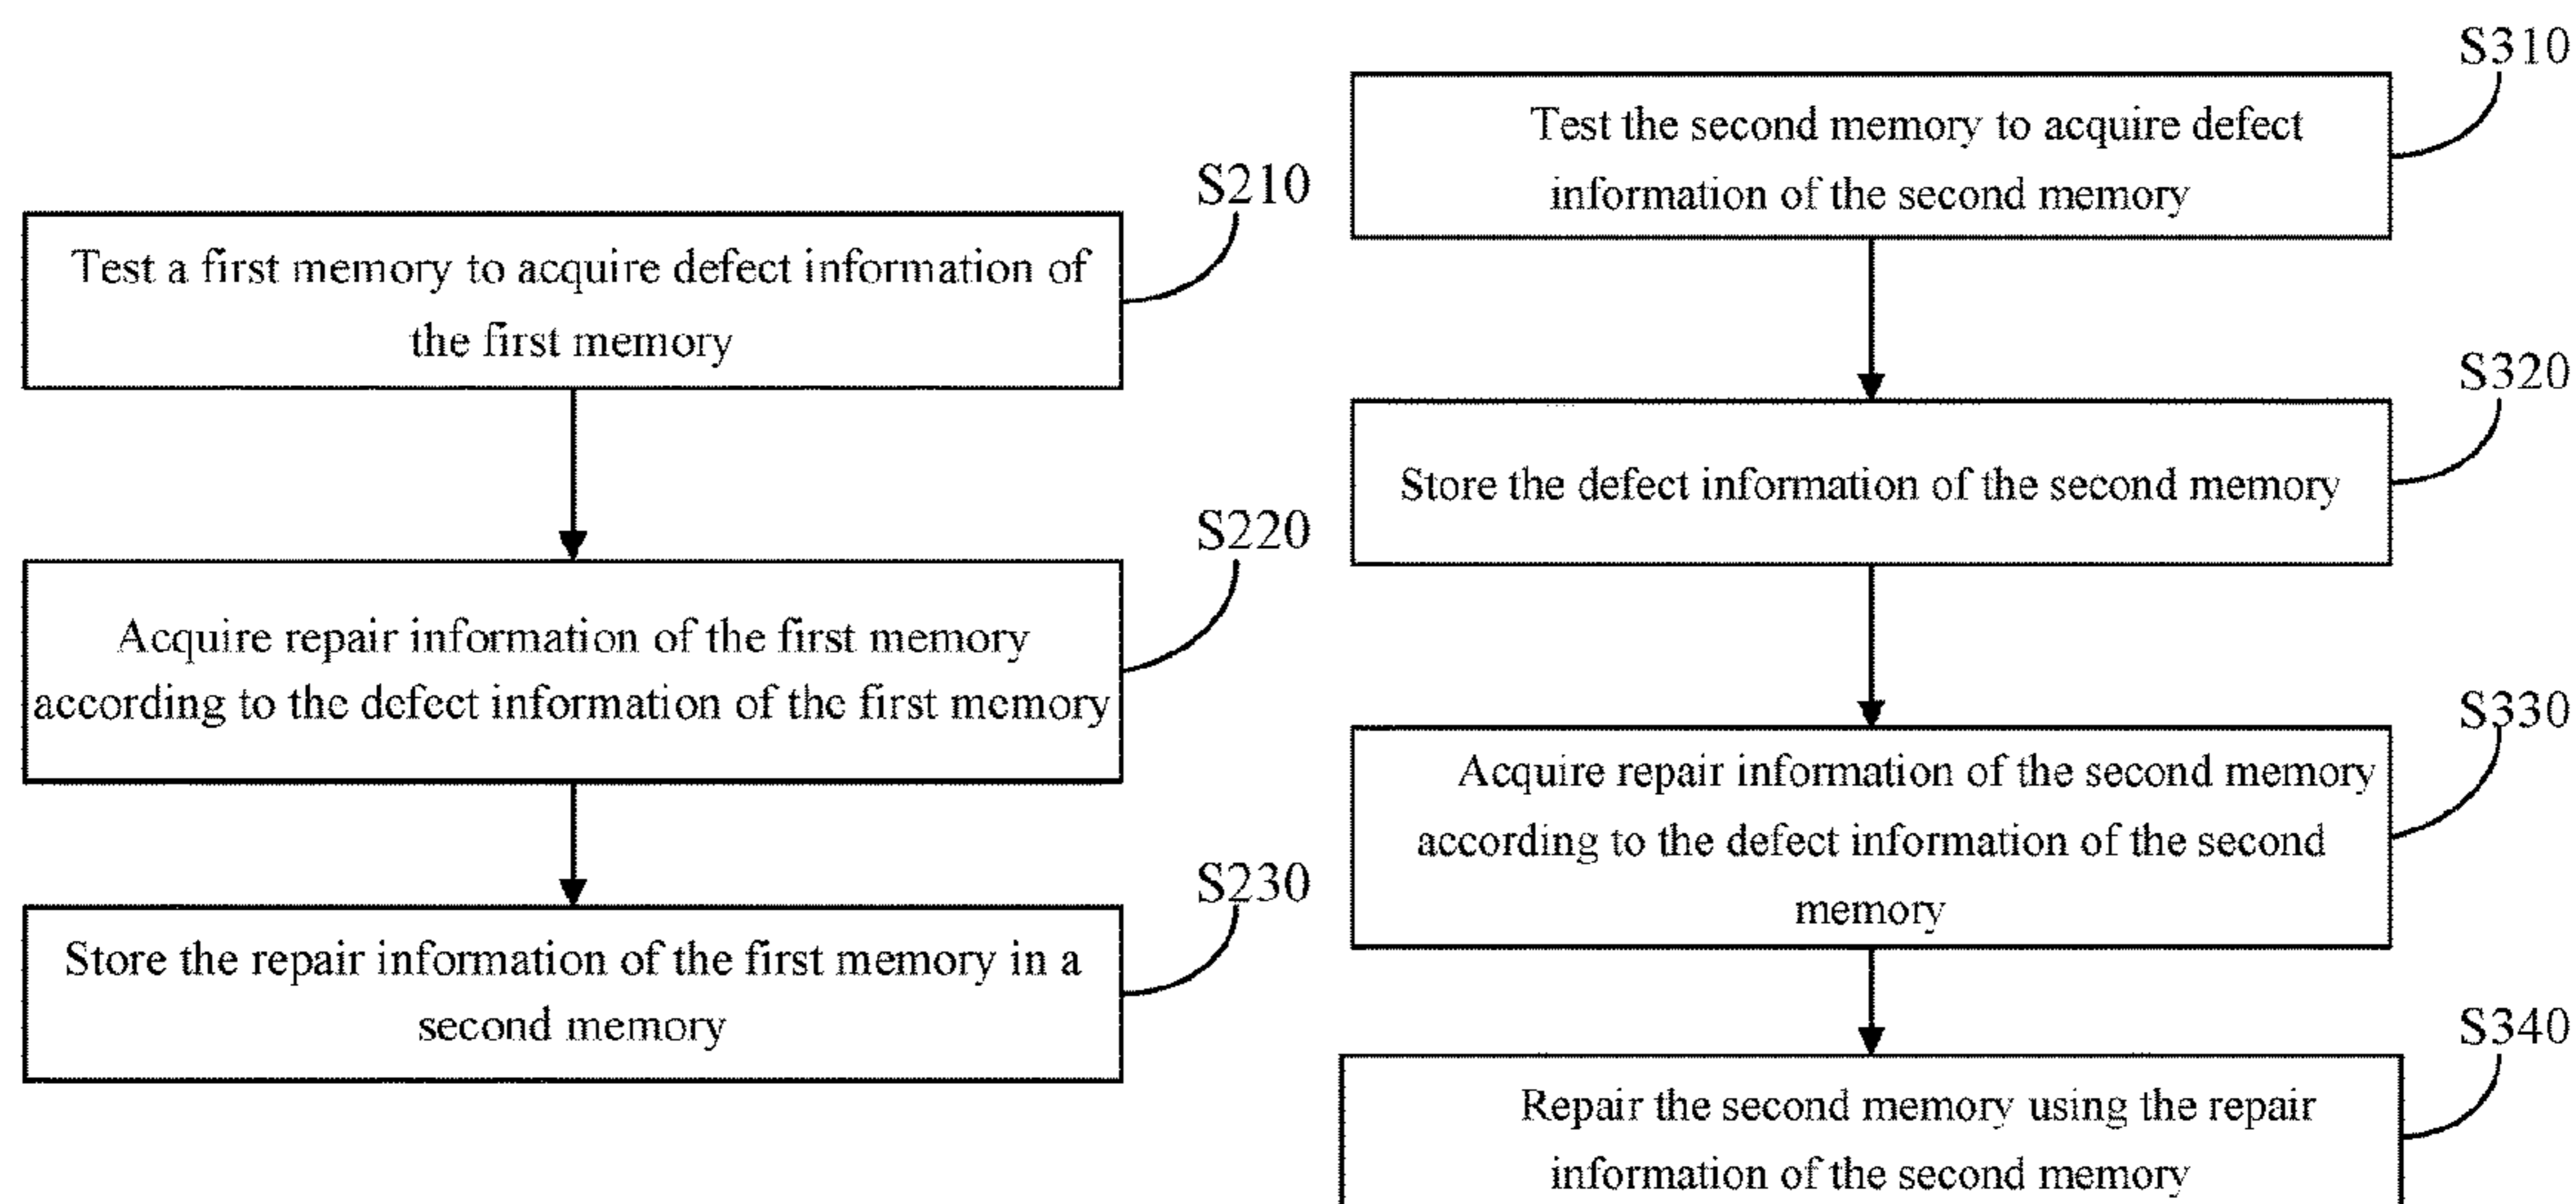 S210
Test a first memory to acquire defect information of
the first memory
S220
Acquire repair information of the first memory
according to the defect information of the first memory
S230
Store the repair information of the first memory in a
second memory
S310
Test the second memory to acquire defect
information of the second memory
S320
Store the defect information of the second memory
S330
Acquire repair information of the second memory
according to the defect information of the second
memory
S340
Repair the second memory using the repair
information of the second memory